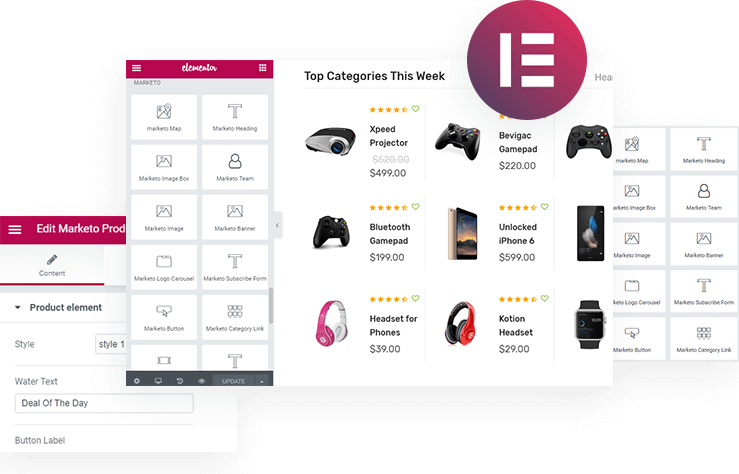 elementor
MARKETO
marketo Map
Marketo Heading
Marketo Image Box
Marketo Team
Marketo Image
Marketo Banner
Marketo Logo Carousel
Marketo Subscribe Form
Marketo Button
Marketo Category Link
UPDATE
Top Categories This Week
Head
Xpeed
Projector
$520.00
$499.00
Bevigac
Gamepad
$220.00
Bluetooth
Gamepad
$199.00
Unlocked
iPhone 6
$599.00
Headset for
Phones
$39.00
Kotion
Headset
$29.00
marketo Map
Marketo Heading
Marketo Image Box
Marketo Team
Marketo Image
Marketo Banner
Marketo Logo Carousel
Marketo Subscribe Form
Marketo Button
Marketo Category Link
Edit Marketo Prod
Content
Product element
Style
style 1
Water Text
Deal Of The Day
Button Label